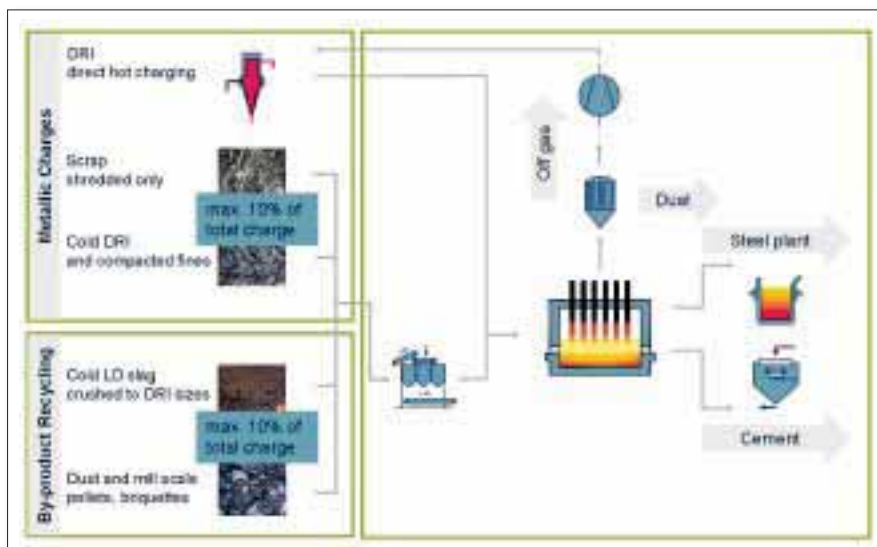 Metallic Charges
DRI
direct hot charging
Scrap
shredded only
max. 10% of
total charge
Cold DRI
and compacted fines
By-product Recycling
Cold LD slag
crushed to DRI sizes
max. 10% of
total charge
Dust and mill scale
pellets, briquettes
Off gas
Dust
Steel plant
Cement